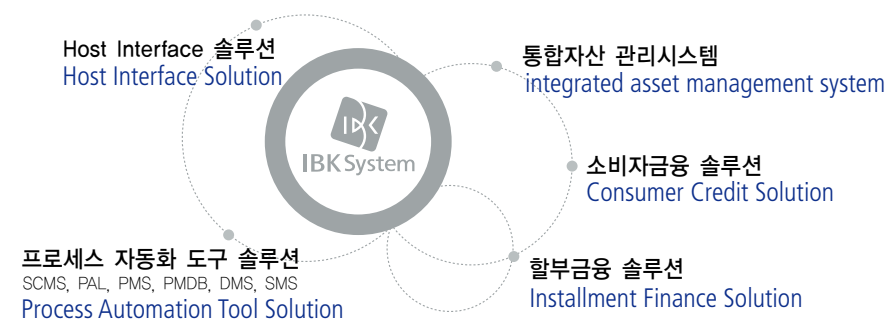 Host Interface 솔루션
Host Interface Solution
통합자산 관리시스템
integrated asset management system
IBK
IBK System
소비자금융 솔루션
Consumer Credit Solution
프로세스 자동화 도구 솔루션
SCMS, PAL, PMS, PMDB, DMS, SMS
Process Automation Tool Solution
할부금융 솔루션
Installment Finance Solution